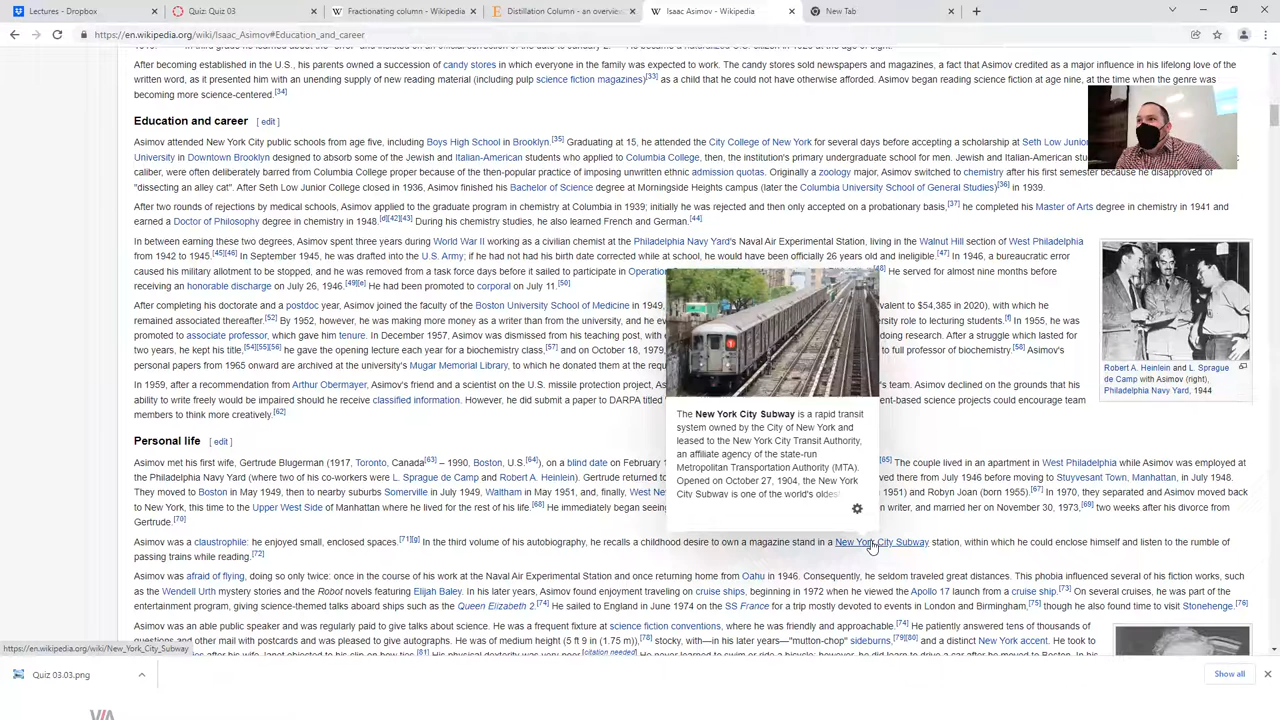 Lectures - Dropbox
Quiz: Quiz 03
Fractionating column - Wikipedia
Distillation Column - an overview
Isaac Asimov - Wikipedia
New Tab
en.wikipedia.org/wiki/Isaac_Asimov#Education_and_career
After becoming established in the U.S., his parents owned a succession of candy stores in which everyone in the family was expected to work. The candy stores sold newspapers and magazines, a fact that Asimov credited as a major influence in his lifelong love of the
written word, as it presented him with an unending supply of new reading material (including pulp science fiction magazines)[33] as a child that he could not have otherwise afforded. Asimov began reading science fiction at age nine, at the time when the genre was
becoming more science-centered.[34]
Education and career [ edit ]
Asimov attended New York City public schools from age five, including Boys High School in Brooklyn.[35] Graduating at 15, he attended the City College of New York for several days before accepting a scholarship at Seth Low Junior
University in Downtown Brooklyn designed to absorb some of the Jewish and Italian-American students who applied to Columbia College, then, the institution's primary undergraduate school for men. Jewish and Italian-American
caliber, were often deliberately barred from Columbia College proper because of the then-popular practice of imposing unwritten ethnic admission quotas. Originally a zoology major, Asimov switched to chemistry after his first semester because he disapproved of
"dissecting an alley cat". After Seth Low Junior College closed in 1936, Asimov finished his Bachelor of Science degree at Morningside Heights campus (later the Columbia University School of General Studies)[36] in 1939.
After two rounds of rejections by medical schools, Asimov applied to the graduate program in chemistry at Columbia in 1939; initially he was rejected and then only accepted on a probationary basis,[37] he completed his Master of Arts degree in chemistry in 1941 and
earned a Doctor of Philosophy degree in chemistry in 1948.[d][42][43] During his chemistry studies, he also learned French and German.[44]
In between earning these two degrees, Asimov spent three years during World War II working as a civilian chemist at the Philadelphia Navy Yard's Naval Air Experimental Station, living in the Walnut Hill section of West Philadelphia
from 1942 to 1945.[45][46] In September 1945, he was drafted into the U.S. Army; if he had not had his birth date corrected while at school, he would have been officially 26 years old and ineligible.[47] In 1946, a bureaucratic error
caused his military allotment to be stopped, and he was removed from a task force days before it sailed to participate in Operation [48] He served for almost nine months before
receiving an honorable discharge on July 26, 1946.[49][e] He had been promoted to corporal on July 11.[50]
After completing his doctorate and a postdoc year, Asimov joined the faculty of the Boston University School of Medicine in 1949, valent to $54,385 in 2020), with which he
remained associated thereafter.[52] By 1952, however, he was making more money as a writer than from the university, and he ev rsity role to lecturing students.[f] In 1955, he was
promoted to associate professor, which gave him tenure. In December 1957, Asimov was dismissed from his teaching post, with doing research. After a struggle which lasted for
two years, he kept his title,[54][55][56] he gave the opening lecture each year for a biochemistry class,[57] and on October 18, 1979, to full professor of biochemistry.[58] Asimov's
personal papers from 1965 onward are archived at the university's Mugar Memorial Library, to which he donated them at the requ
In 1959, after a recommendation from Arthur Obermayer, Asimov's friend and a scientist on the U.S. missile protection project, 's team. Asimov declined on the grounds that his
ability to write freely would be impaired should he receive classified information. However, he did submit a paper to DARPA titled t-based science projects could encourage team
members to think more creatively.[62]
Robert A. Heinlein and L. Sprague
de Camp with Asimov (right),
Philadelphia Navy Yard, 1944
The New York City Subway is a rapid transit
system owned by the City of New York and
leased to the New York City Transit Authority,
an affiliate agency of the state-run
Metropolitan Transportation Authority (MTA).
Opened on October 27, 1904, the New York
City Subway is one of the world's oldest
Personal life [ edit ]
Asimov met his first wife, Gertrude Blugerman (1917, Toronto, Canada[63] – 1990, Boston, U.S.[64]), on a blind date on February [65] The couple lived in an apartment in West Philadelphia while Asimov was employed at
the Philadelphia Navy Yard (where two of his co-workers were L. Sprague de Camp and Robert A. Heinlein). Gertrude returned to red from July 1946 before moving to Stuyvesant Town, Manhattan, in July 1948.
They moved to Boston in May 1949, then to nearby suburbs Somerville in July 1949, Waltham in May 1951, and, finally, West Ne 1951) and Robyn Joan (born 1955).[67] In 1970, they separated and Asimov moved back
to New York, this time to the Upper West Side of Manhattan where he lived for the rest of his life.[68] He immediately began seein writer, and married her on November 30, 1973,[69] two weeks after his divorce from
Gertrude.[70]
Asimov was a claustrophile: he enjoyed small, enclosed spaces.[71][g] In the third volume of his autobiography, he recalls a childhood desire to own a magazine stand in a New York City Subway station, within which he could enclose himself and listen to the rumble of
passing trains while reading.[72]
Asimov was afraid of flying, doing so only twice: once in the course of his work at the Naval Air Experimental Station and once returning home from Oahu in 1946. Consequently, he seldom traveled great distances. This phobia influenced several of his fiction works, such
as the Wendell Urth mystery stories and the Robot novels featuring Elijah Baley. In his later years, Asimov found enjoyment traveling on cruise ships, beginning in 1972 when he viewed the Apollo 17 launch from a cruise ship.[73] On several cruises, he was part of the
entertainment program, giving science-themed talks aboard ships such as the Queen Elizabeth 2.[74] He sailed to England in June 1974 on the SS France for a trip mostly devoted to events in London and Birmingham,[75] though he also found time to visit Stonehenge.[76]
Asimov was an able public speaker and was regularly paid to give talks about science. He was a frequent fixture at science fiction conventions, where he was friendly and approachable.[74] He patiently answered tens of thousands of
questions and other mail with postcards and was pleased to give autographs. He was of medium height (5 ft 9 in (1.75 m)),[78] stocky, with—in his later years—"mutton-chop" sideburns,[79][80] and a distinct New York accent. He took to
https://en.wikipedia.org/wiki/New_York_City_Subway
Quiz 03.03.png
Show all
VIA